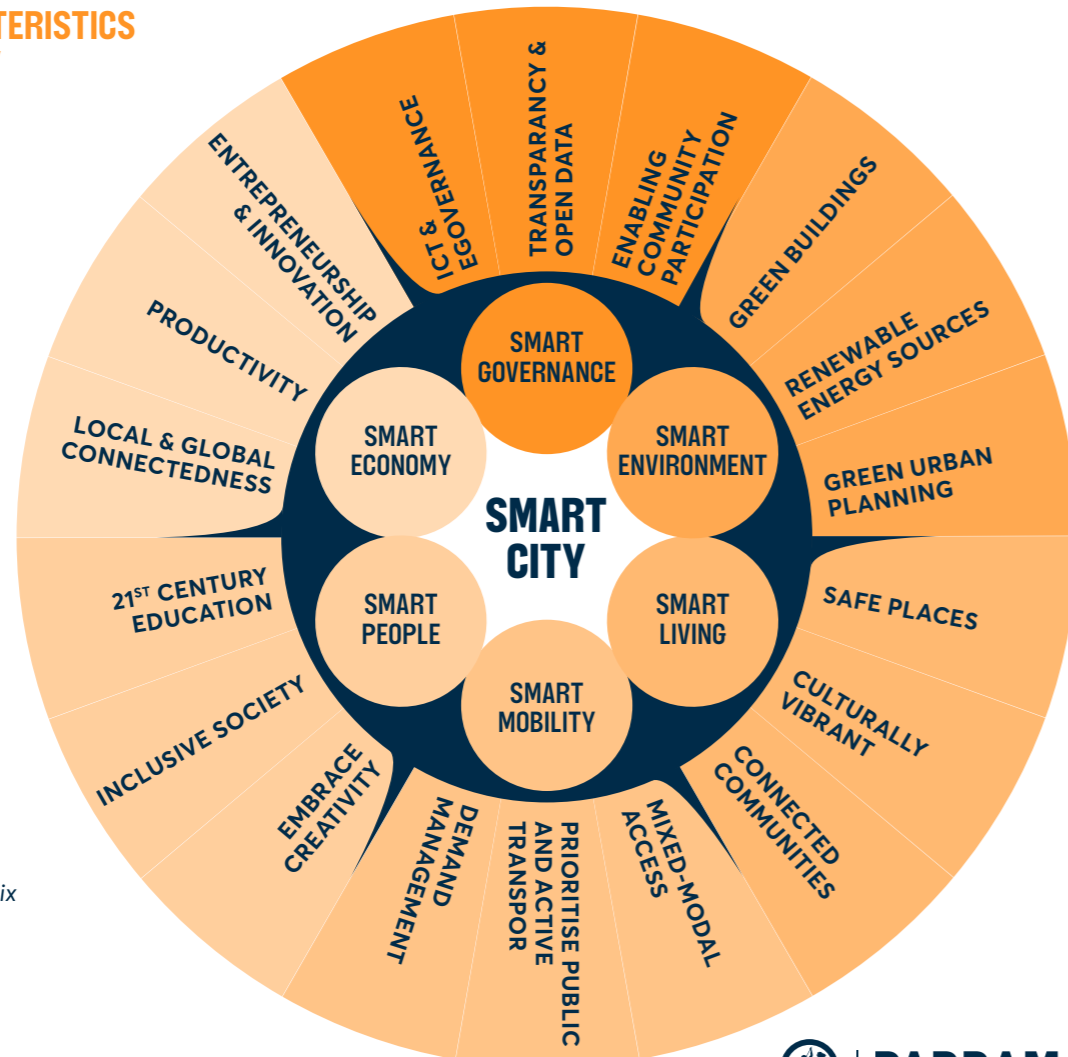 TERISTICS
ICT &
EGOVERNANCE
TRANSPARANCY &
OPEN DATA
ENABLING
COMMUNITY
PARTICIPATION
GREEN BUILDINGS
RENEWABLE
ENERGY SOURCES
GREEN URBAN
PLANNING
SAFE PLACES
CULTURALLY
VIBRANT
CONNECTED
COMMUNITIES
MIXED-MODAL
ACCESS
PRIORITISE PUBLIC
AND ACTIVE
TRANSPOR
DEMAND
MANAGEMENT
EMBRACE
CREATIVITY
INCLUSIVE SOCIETY
21ST CENTURY
EDUCATION
LOCAL & GLOBAL
CONNECTEDNESS
PRODUCTIVITY
ENTREPRENEURSHIP
& INNOVATION
SMART
GOVERNANCE
SMART
ENVIRONMENT
SMART
LIVING
SMART
MOBILITY
SMART
PEOPLE
SMART
ECONOMY
SMART
CITY
ix